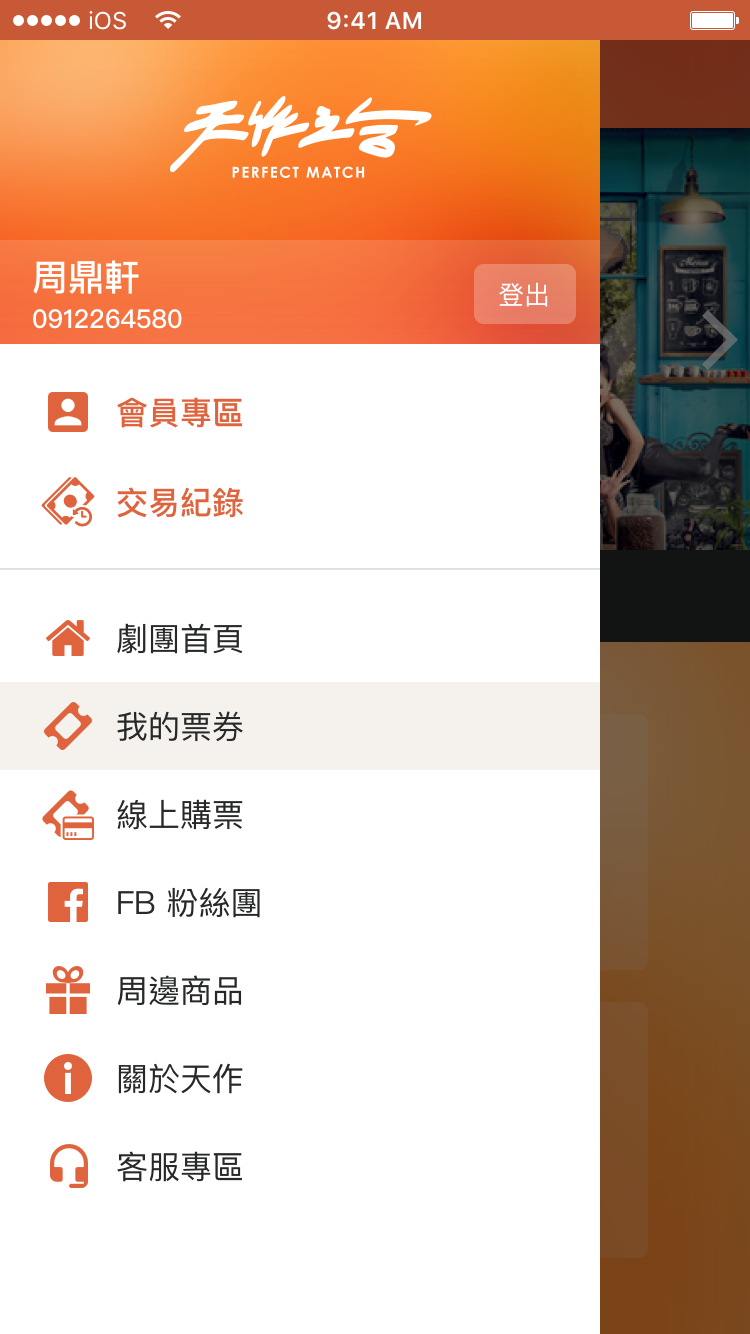 iOS
9:41 AM
天作之合
PERFECT MATCH
周鼎軒
0912264580
登出
會員專區
交易紀錄
劇團首頁
我的票券
線上購票
FB 粉絲團
周邊商品
關於天作
客服專區